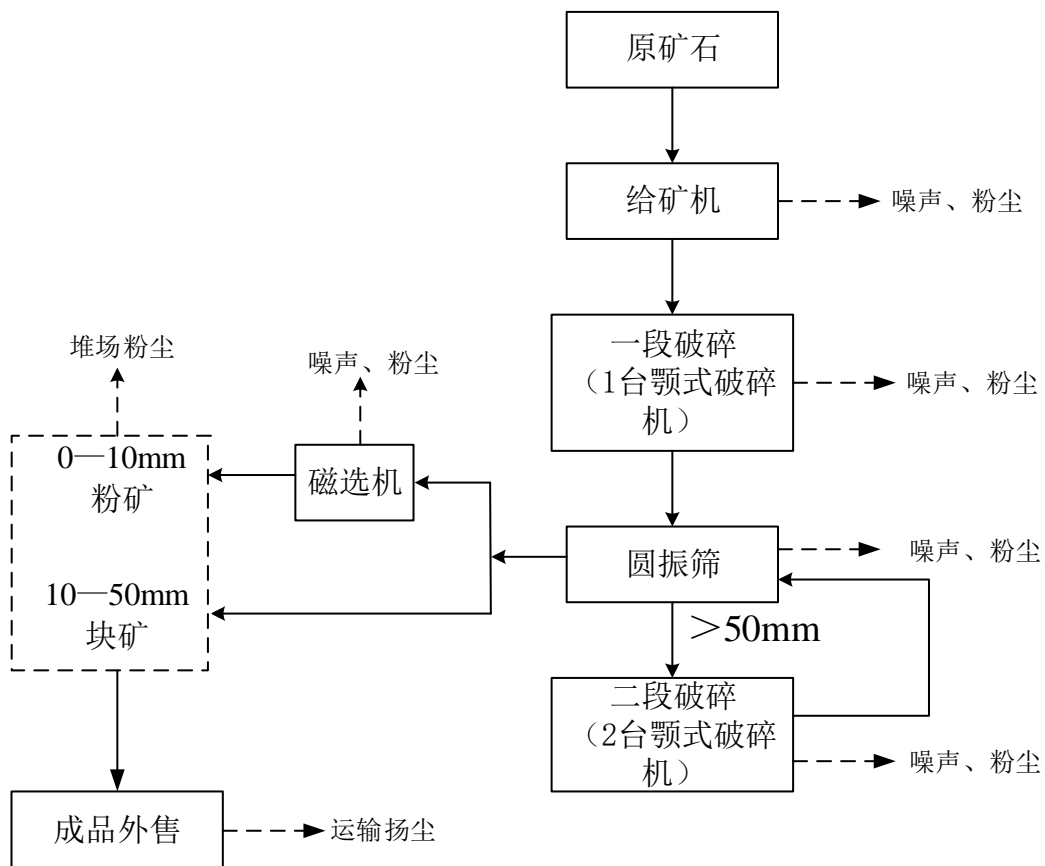 原矿石
给矿机
噪声、粉尘
一段破碎
（1台颚式破碎
机）
噪声、粉尘
堆场粉尘
噪声、粉尘
0—10mm
粉矿
磁选机
圆振筛
噪声、粉尘
10—50mm
块矿
＞50mm
二段破碎
（2台颚式破碎
机）
噪声、粉尘
成品外售
运输扬尘